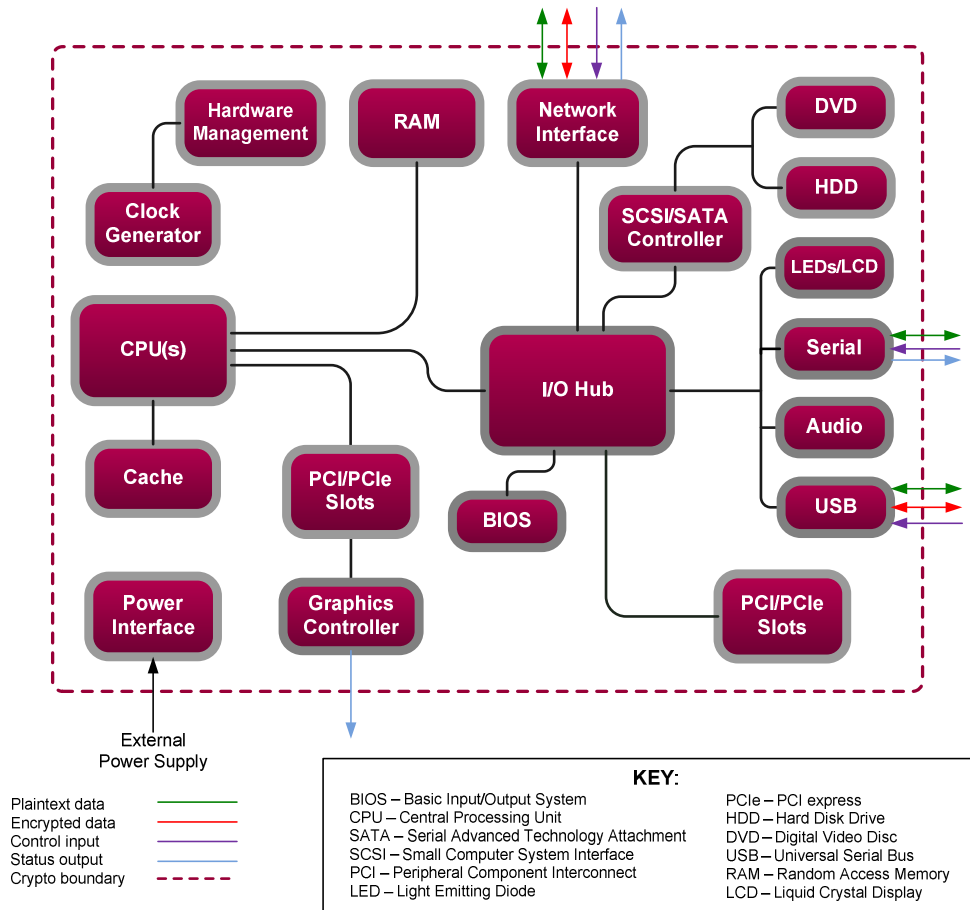 Hardware
Management
RAM
Network
Interface
DVD
HDD
Clock
Generator
SCSI/SATA
Controller
LEDs/LCD
CPU(s)
I/O Hub
Serial
Audio
Cache
PCI/PCIe
Slots
BIOS
USB
Power
Interface
Graphics
Controller
PCI/PCIe
Slots
External
Power Supply
Plaintext data
Encrypted data
Control input
Status output
Crypto boundary
KEY:
BIOS – Basic Input/Output System
CPU – Central Processing Unit
SATA – Serial Advanced Technology Attachment
SCSI – Small Computer System Interface
PCI – Peripheral Component Interconnect
LED – Light Emitting Diode
PCIe – PCI express
HDD – Hard Disk Drive
DVD – Digital Video Disc
USB – Universal Serial Bus
RAM – Random Access Memory
LCD – Liquid Crystal Display